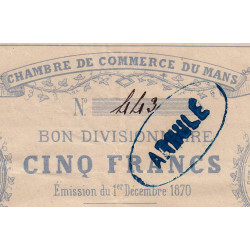 CHAMBRE DE COMMERCE DU MANS
N° 443
BON DIVISIONNAIRE
CINQ FRANCS
ANNULÉ
Émission du 1er Décembre 1870